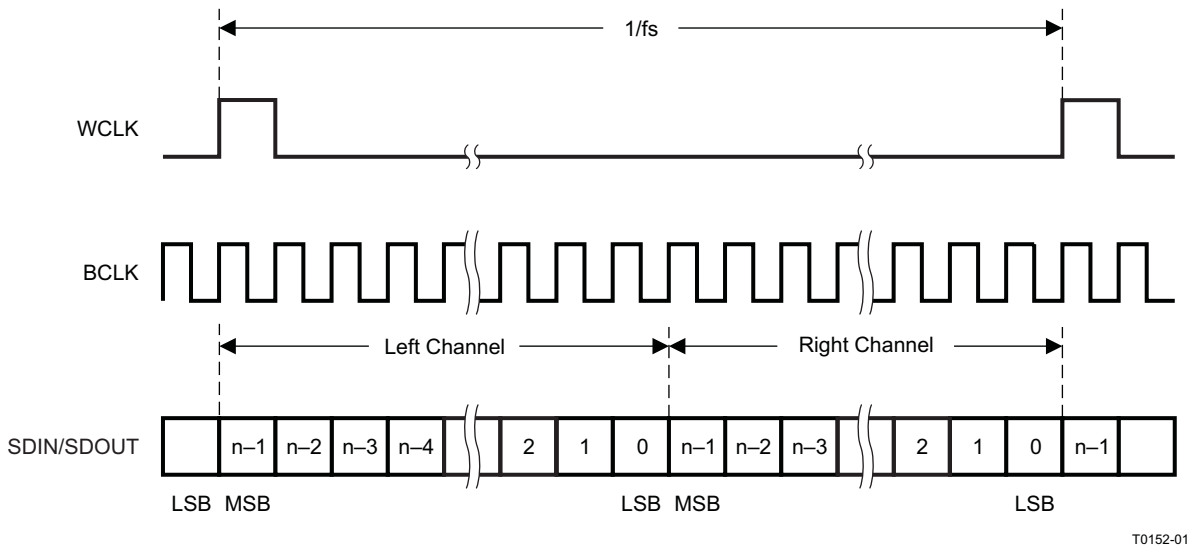 1/fs
WCLK
BCLK
Left Channel Right Channel
SDIN/SDOUT n–1 n–2 n–3 n–4 2 1 0 n–1 n–2 n–3 2 1 0 n–1
LSB MSB LSB MSB LSB
T0152-01